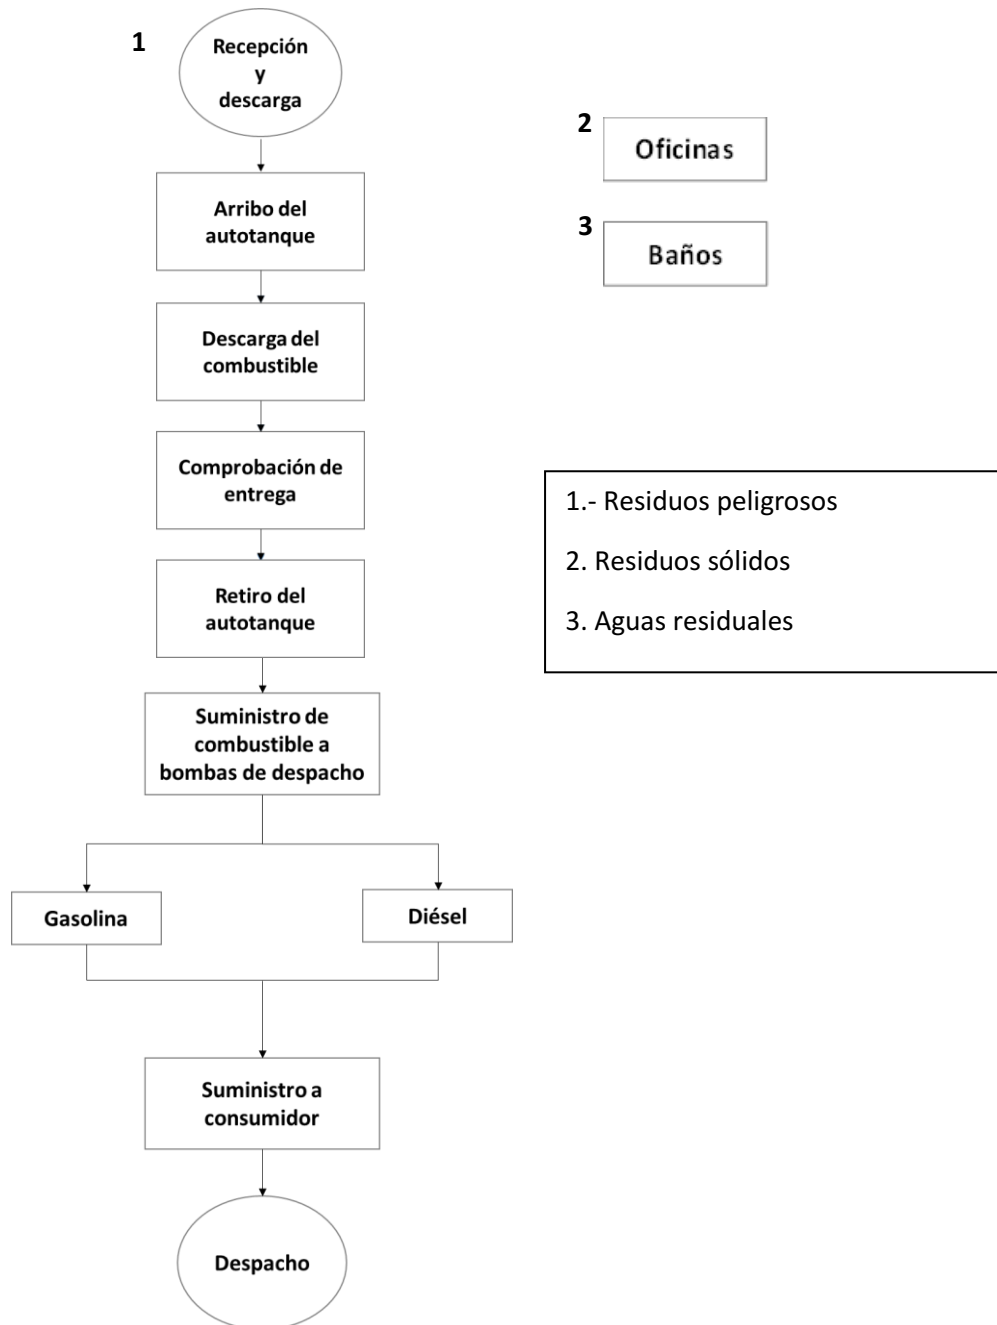 1
Recepción
y
descarga
Arribo del
autotanque
Descarga del
combustible
Comprobación de
entrega
Retiro del
autotanque
Suministro de
combustible a
bombas de despacho
Gasolina
Diésel
Suministro a
consumidor
Despacho
2
Oficinas
3
Baños
1.- Residuos peligrosos
2. Residuos sólidos
3. Aguas residuales